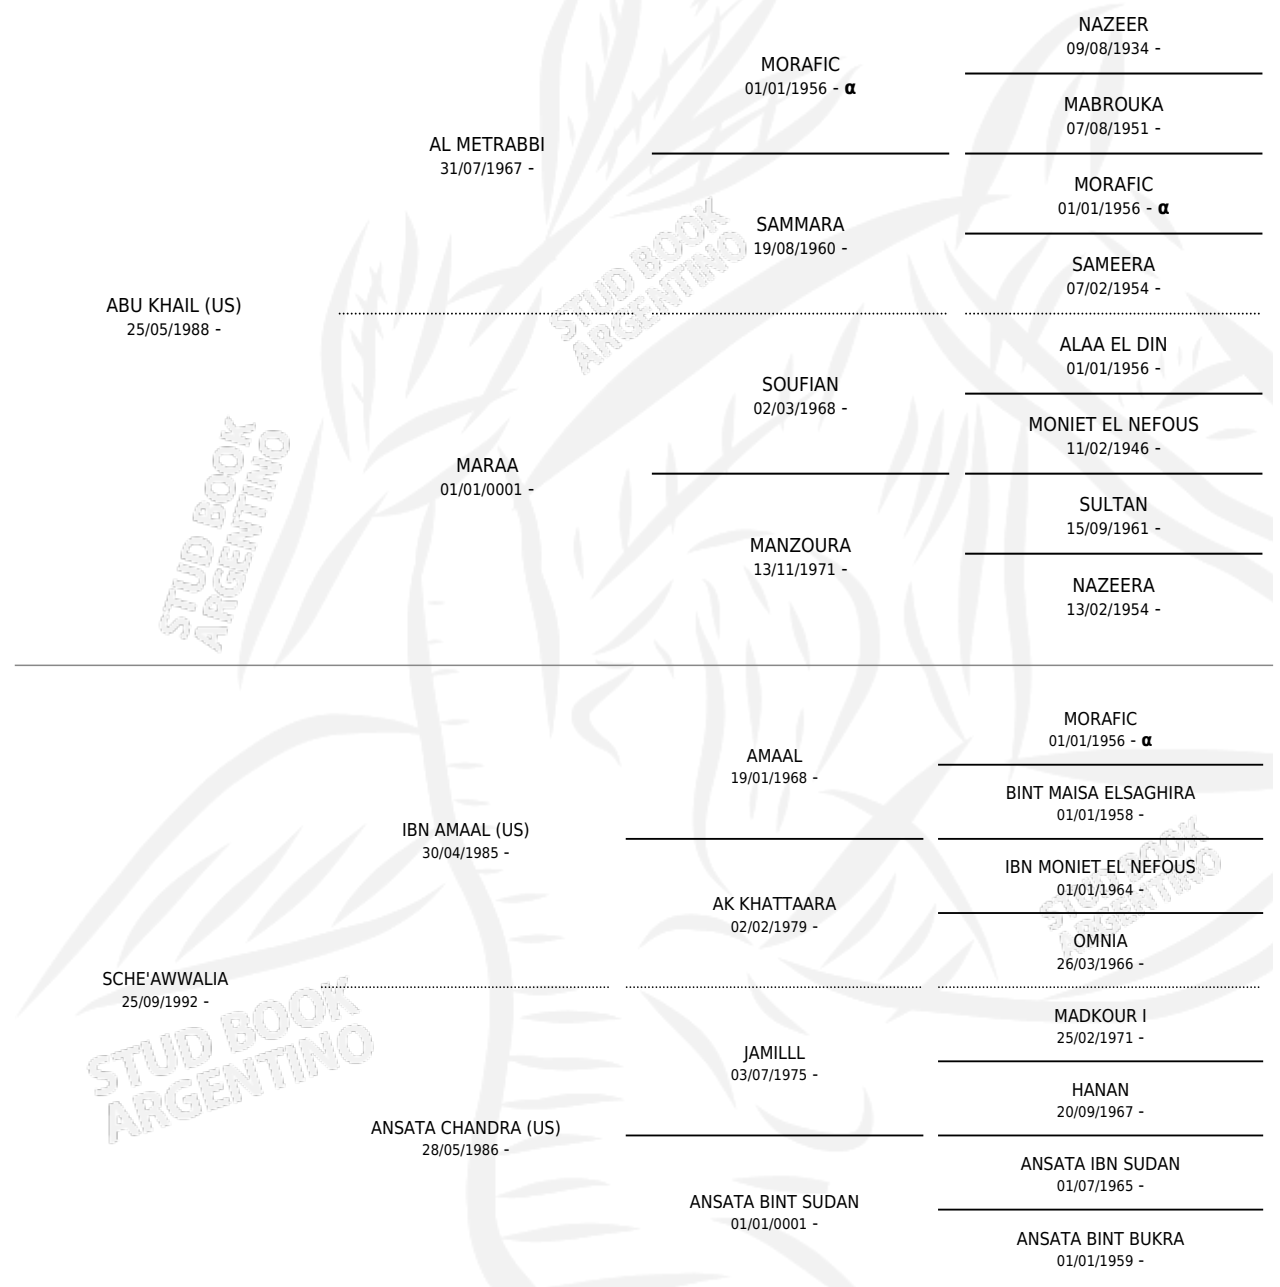 NAZEER
09/08/1934 -
MORAFIC
01/01/1956 - α
MABROUKA
07/08/1951 -
AL METRABBI
31/07/1967 -
MORAFIC
01/01/1956 - α
SAMMARA
19/08/1960 -
SAMEERA
07/02/1954 -
ABU KHAIL (US)
25/05/1988 -
ALAA EL DIN
01/01/1956 -
SOUFIAN
02/03/1968 -
MONIET EL NEFOUS
11/02/1946 -
MARAA
01/01/0001 -
SULTAN
15/09/1961 -
MANZOURA
13/11/1971 -
NAZEERA
13/02/1954 -
MORAFIC
01/01/1956 - α
AMAAL
19/01/1968 -
BINT MAISA ELSAGHIRA
01/01/1958 -
IBN AMAAL (US)
30/04/1985 -
IBN MONIET EL NEFOUS
01/01/1964 -
AK KHATTAARA
02/02/1979 -
OMNIA
26/03/1966 -
SCHE'AWWALIA
25/09/1992 -
MADKOUR I
25/02/1971 -
JAMILLL
03/07/1975 -
HANAN
20/09/1967 -
ANSATA CHANDRA (US)
28/05/1986 -
ANSATA IBN SUDAN
01/07/1965 -
ANSATA BINT SUDAN
01/01/0001 -
ANSATA BINT BUKRA
01/01/1959 -
STUD BOOK
ARGENTINO
STUD BOOK
ARGENTINO
STUD BOOK
ARGENTINO
STUD BOOK
ARGENTINO